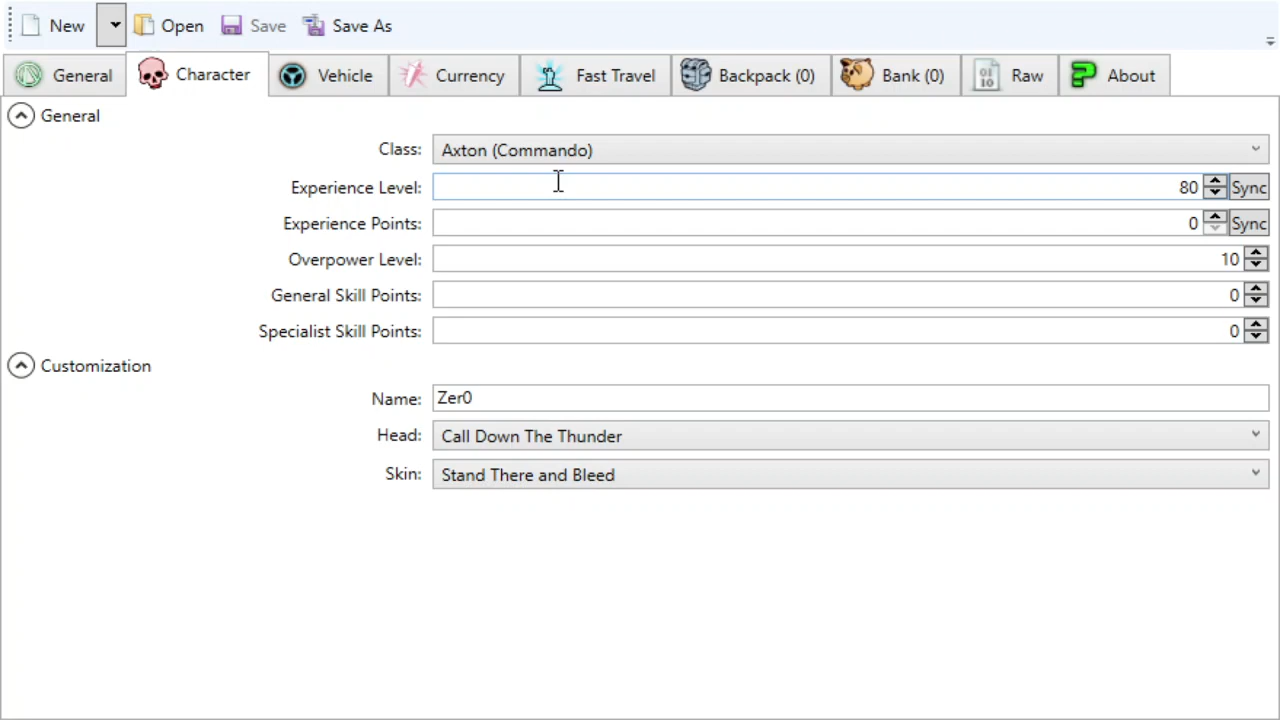 New Open Save Save As
General Character Vehicle Currency Fast Travel Backpack (0) Bank (0) Raw About
General
Class: Axton (Commando)
Experience Level: 80 Sync
Experience Points: 0 Sync
Overpower Level: 10
General Skill Points: 0
Specialist Skill Points: 0
Customization
Name: Zer0
Head: Call Down The Thunder
Skin: Stand There and Bleed